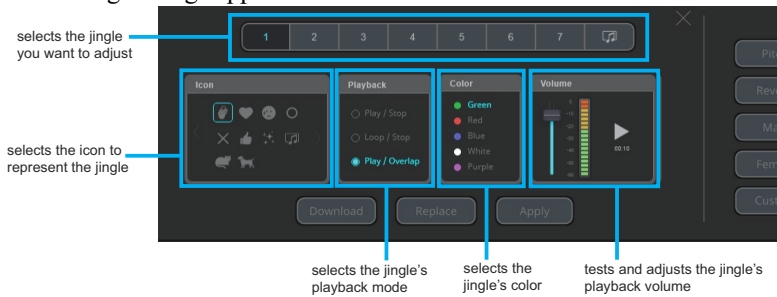 selects the jingle
you want to adjust
1 2 3 4 5 6 7
Icon
Playback
Play / Stop
Loop / Stop
Play / Overlap
Color
Green
Red
Blue
White
Purple
Volume
00:10
selects the icon to
represent the jingle
Download Replace Apply
selects the jingle's
playback mode
selects the
jingle's color
tests and adjusts the jingle's
playback volume